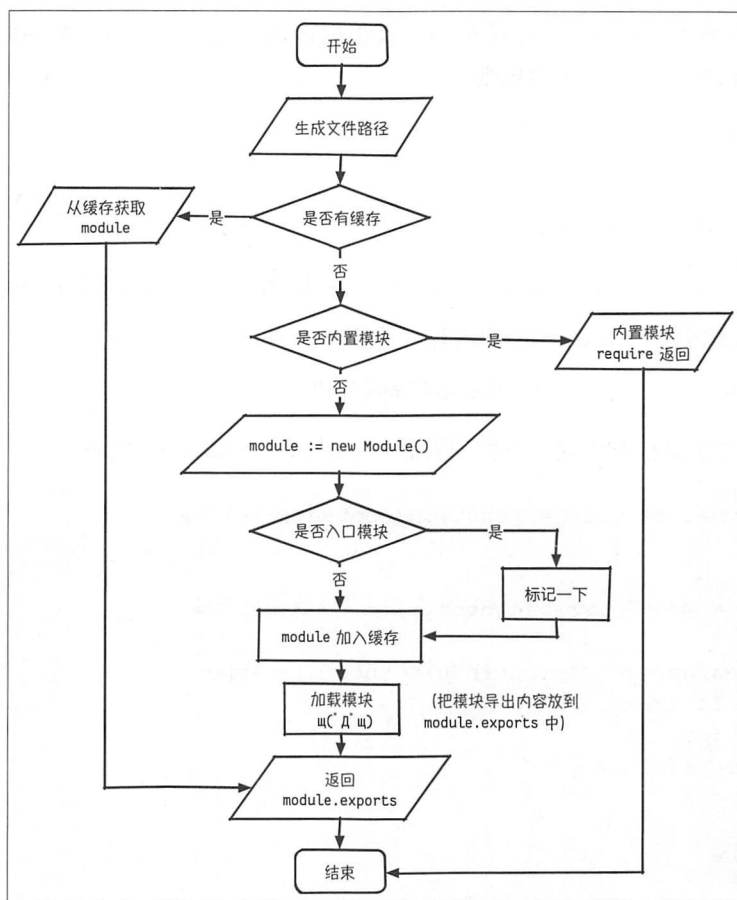 开始
生成文件路径
是否有缓存
是
从缓存获取
module
否
是否内置模块
是
内置模块
require 返回
否
module := new Module()
是否入口模块
是
标记一下
否
module 加入缓存
加载模块
щ(ﾟДﾟщ)
(把模块导出内容放到
module.exports 中)
返回
module.exports
结束